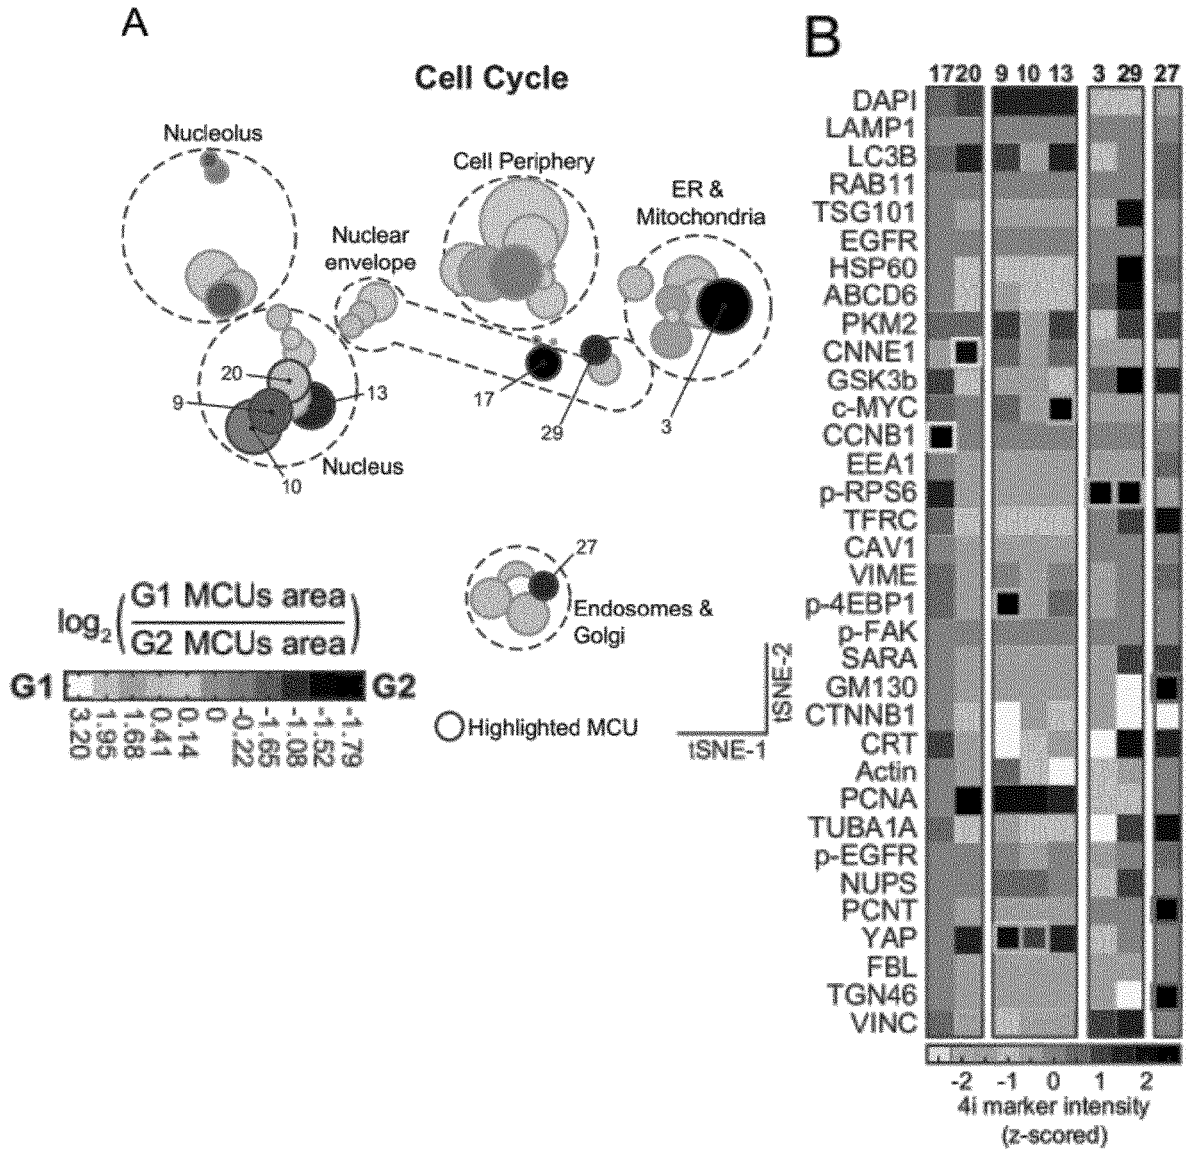 A
Cell Cycle
Nucleolus
Cell Periphery
ER &
Mitochondria
Nuclear
envelope
20
9
13
10
Nucleus
17
29
3
27
Endosomes &
Golgi
log2(G1 MCUs area
G2 MCUs area)
G1
G2
3.20
1.95
1.68
0.41
0.14
0
-0.22
-1.65
-1.08
-1.52
-1.79
Highlighted MCU
tSNE-2
tSNE-1
B
17 20 9 10 13 3 29 27
DAPI
LAMP1
LC3B
RAB11
TSG101
EGFR
HSP60
ABCD6
PKM2
CNNE1
GSK3b
c-MYC
CCNB1
EEA1
p-RPS6
TFRC
CAV1
VIME
p-4EBP1
p-FAK
SARA
GM130
CTNNB1
CRT
Actin
PCNA
TUBA1A
p-EGFR
NUPS
PCNT
YAP
FBL
TGN46
VINC
-2 -1 0 1 2
4i marker intensity
(z-scored)